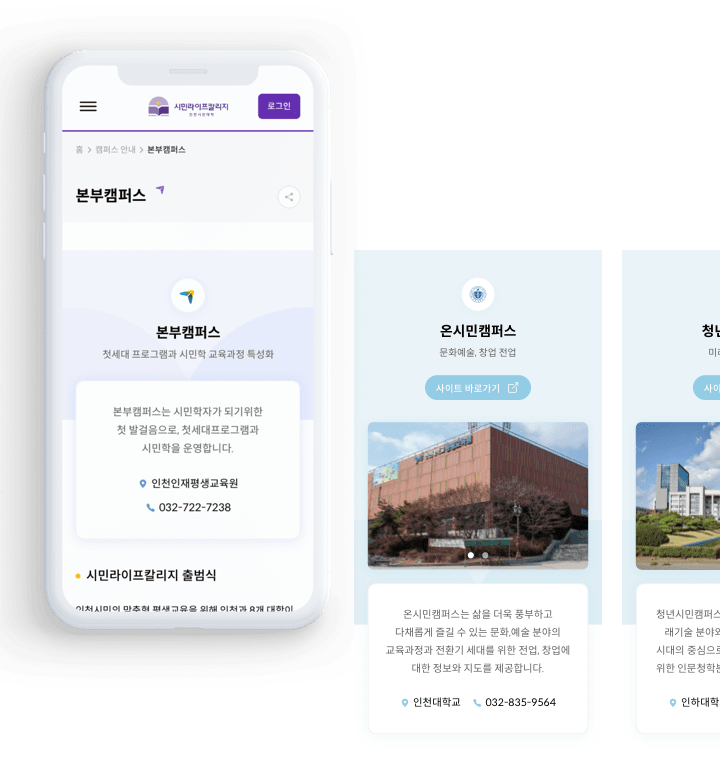 시민라이프칼리지
인천시민대학
로그인
홈 > 캠퍼스 안내 > 본부캠퍼스
본부캠퍼스
본부캠퍼스
첫세대 프로그램과 시민학 교육과정 특성화
본부캠퍼스는 시민학자가 되기위한
첫 발걸음으로, 첫세대프로그램과
시민학을 운영합니다.
인천인재평생교육원
032-722-7238
시민라이프칼리지 출범식
인천시민의 맞춤형 평생교육을 위해 인천과 8개 대학이
온시민캠퍼스
문화예술, 창업 전업
사이트 바로가기
온시민캠퍼스는 삶을 더욱 풍부하고
다채롭게 즐길 수 있는 문화,예술 분야의
교육과정과 전환기 세대를 위한 전업, 창업에
대한 정보와 지도를 제공합니다.
인천대학교 032-835-9564
청년
미래
사이
청년시민캠퍼스
래기술 분야와
시대의 중심으로
위한 인문청학
인하대학